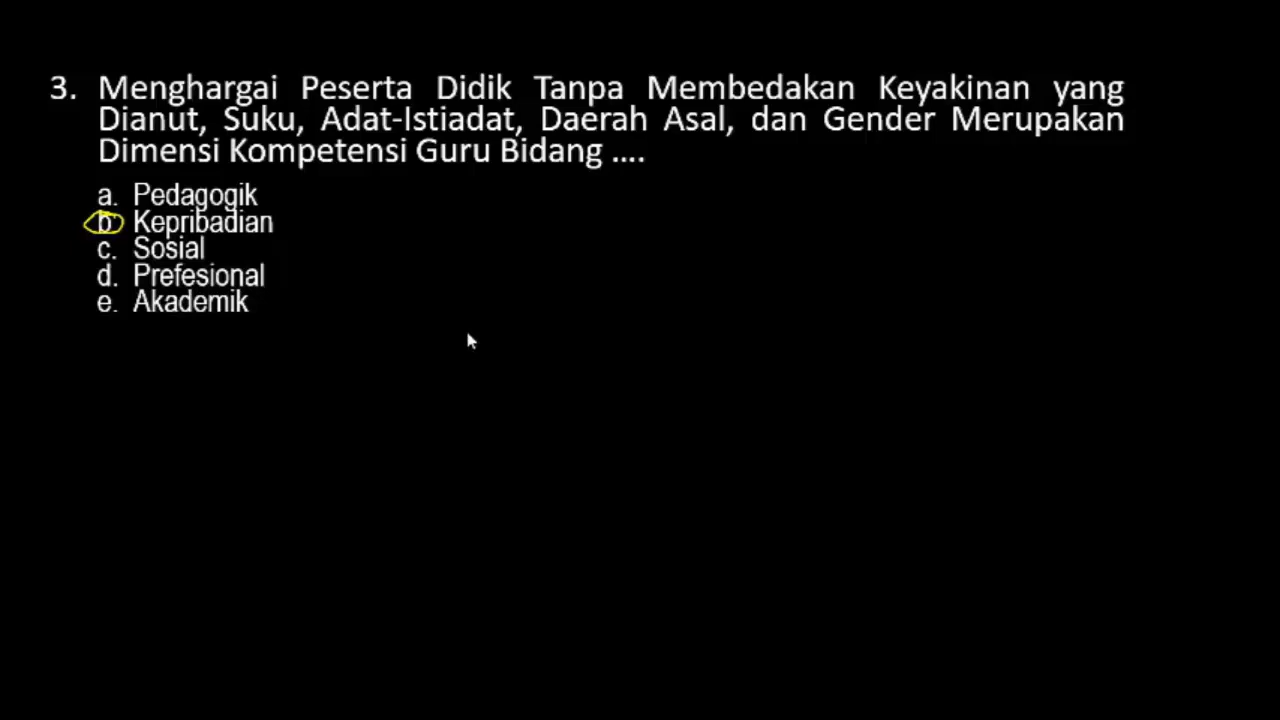 3. Menghargai Peserta Didik Tanpa Membedakan Keyakinan yang
Dianut, Suku, Adat-Istiadat, Daerah Asal, dan Gender Merupakan
Dimensi Kompetensi Guru Bidang ....
a. Pedagogik
b. Kepribadian
c. Sosial
d. Prefesional
e. Akademik